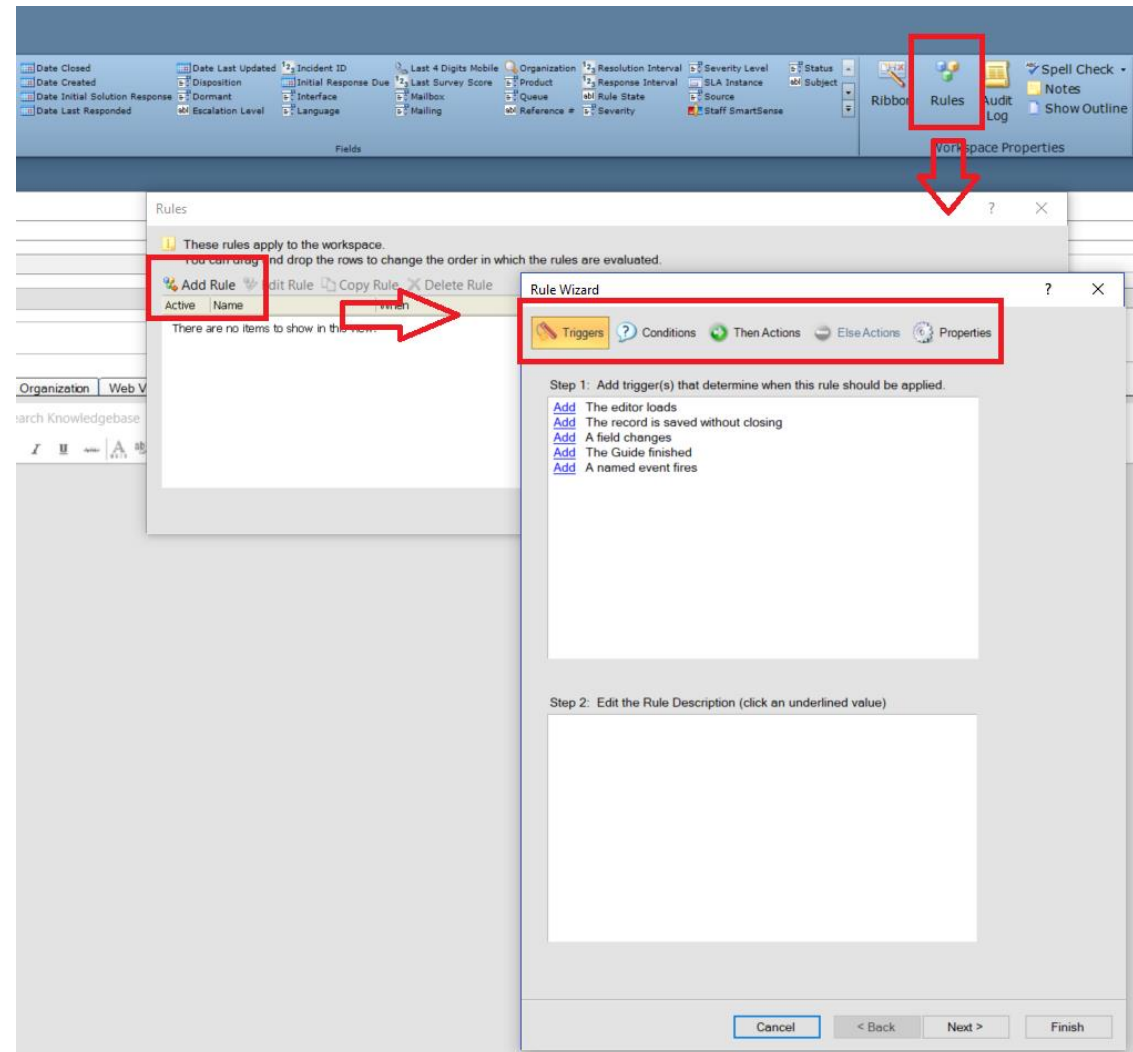 Date Closed Date Last Updated Incident ID Last 4 Digits Mobile Organization Resolution Interval Severity Level Status
Date Created Disposition Initial Response Due Last Survey Score Product Response Interval SLA Instance Subject
Date Initial Solution Response Dormant Interface Mailbox Queue Rule State Source
Date Last Responded Escalation Level Language Mailing Reference # Severity Staff SmartSense
Fields
Ribbon Rules Audit Log
Spell Check
Notes
Show Outline
Workspace Properties
Rules ? X
These rules apply to the workspace.
You can drag and drop the rows to change the order in which the rules are evaluated.
Add Rule Edit Rule Copy Rule Delete Rule
Active Name When
There are no items to show in this view.
Organization Web V
earch Knowledgebase
Rule Wizard ? X
Triggers Conditions Then Actions Else Actions Properties
Step 1: Add trigger(s) that determine when this rule should be applied.
Add The editor loads
Add The record is saved without closing
Add A field changes
Add The Guide finished
Add A named event fires
Step 2: Edit the Rule Description (click an underlined value)
Cancel < Back Next > Finish